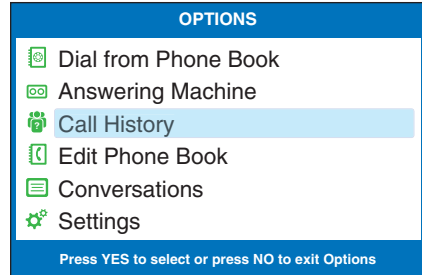 OPTIONS
Dial from Phone Book
Answering Machine
Call History
Edit Phone Book
Conversations
Settings
Press YES to select or press NO to exit Options